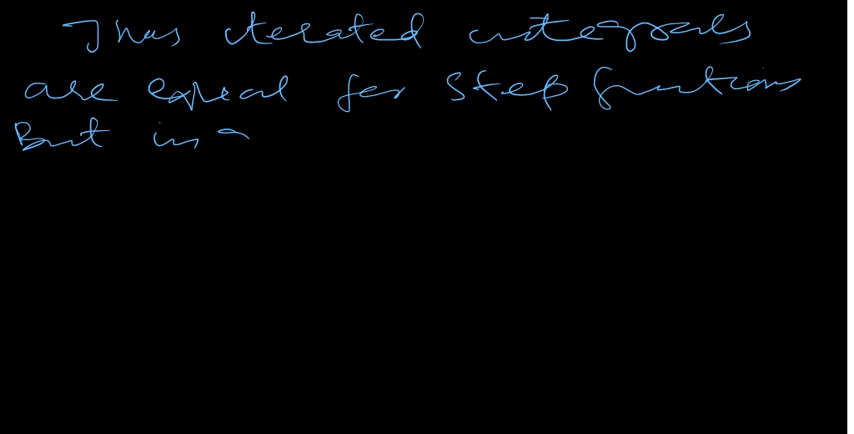 Thus iterated integrals
are equal for step functions
But in